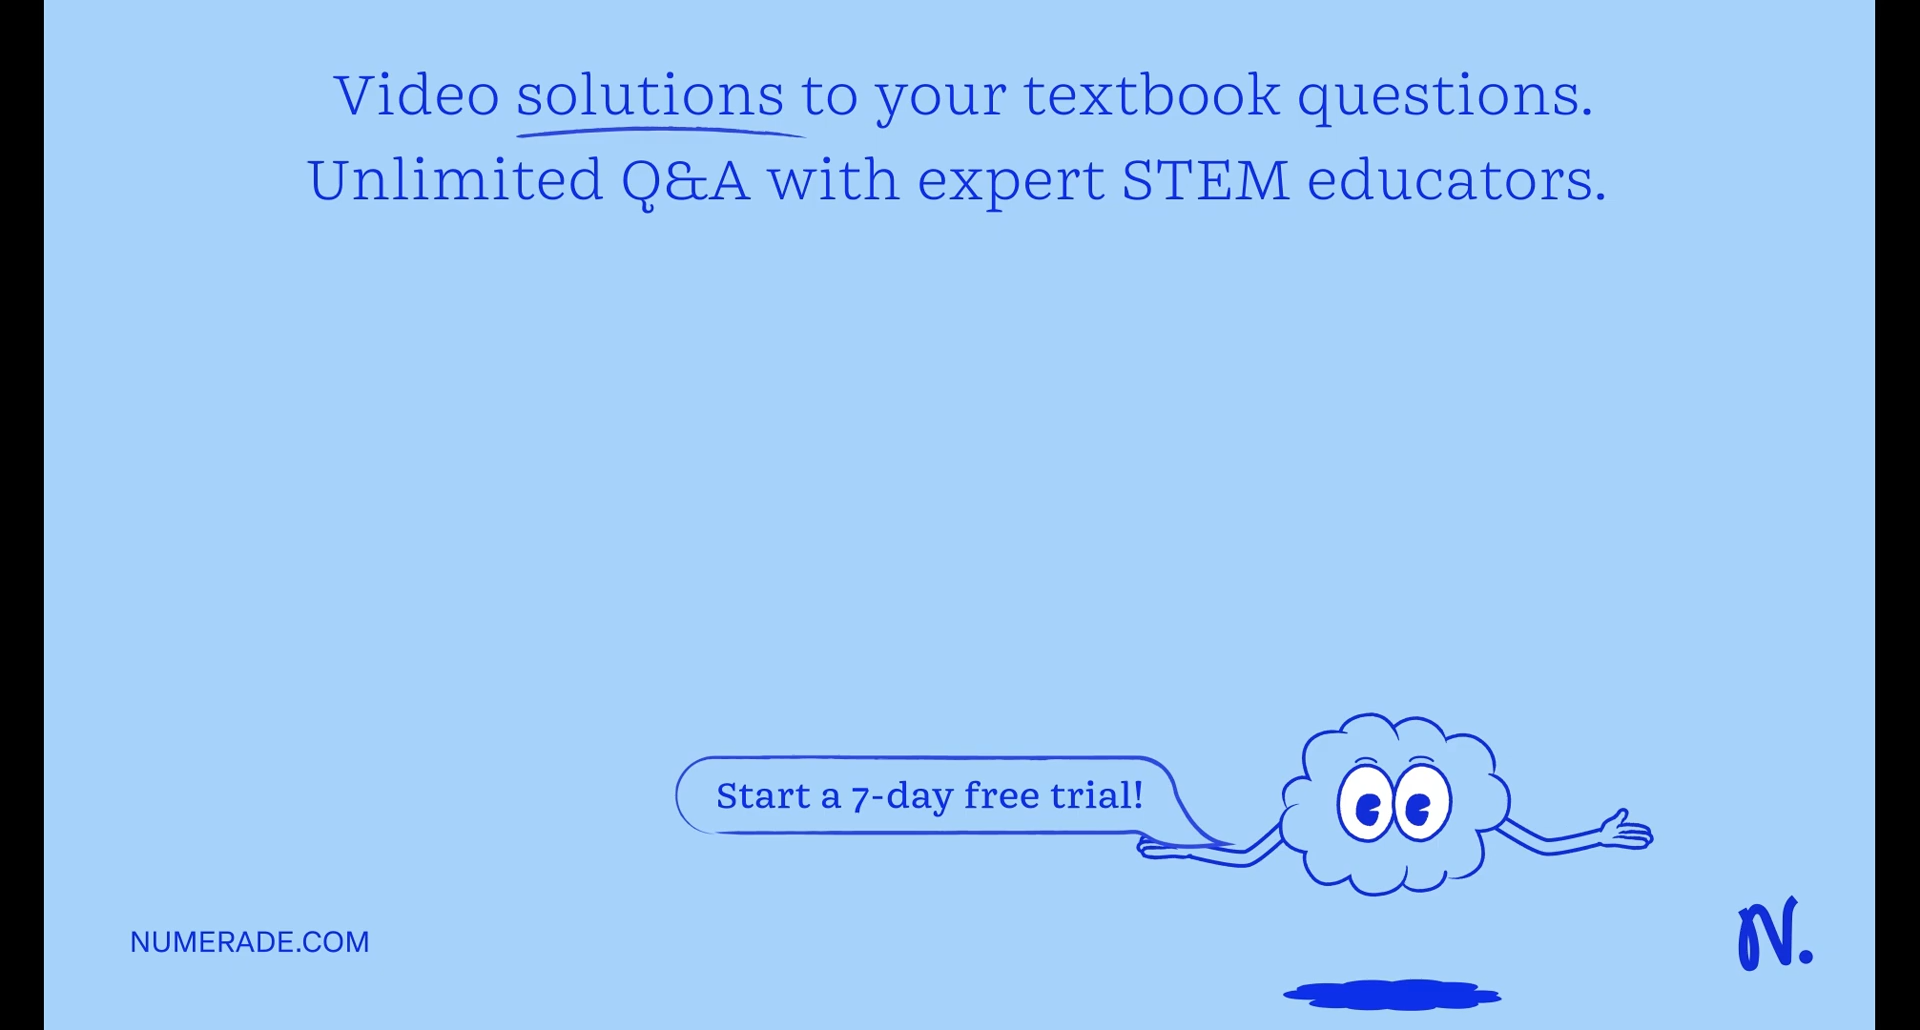 Video solutions to your textbook questions.
Unlimited Q&A with expert STEM educators.
Start a 7-day free trial!
NUMERADE.COM
N.